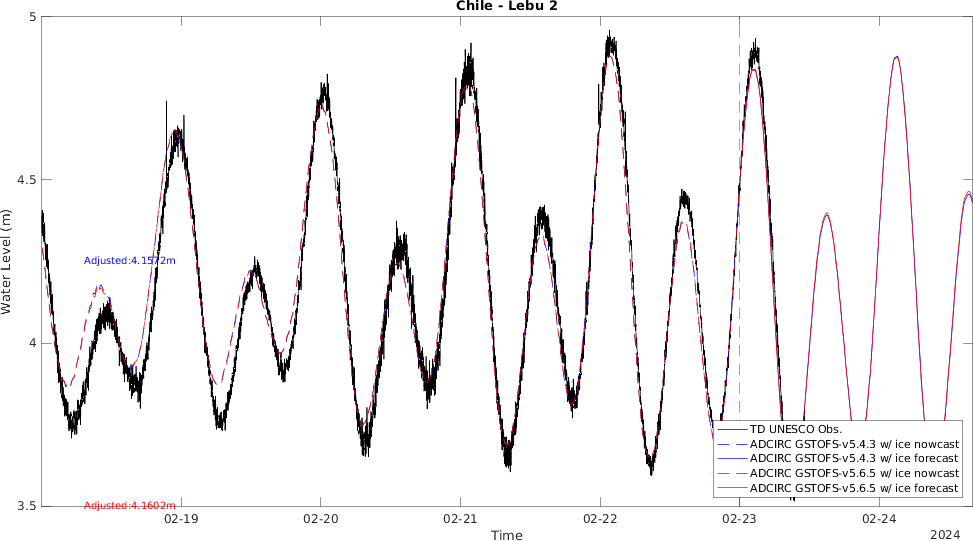 Chile - Lebu 2
5
4.5
4
3.5
Water Level (m)
Adjusted:4.1572m
Adjusted:4.1602m
TD UNESCO Obs.
ADCIRC GSTOFS-v5.4.3 w/ ice nowcast
ADCIRC GSTOFS-v5.4.3 w/ ice forecast
ADCIRC GSTOFS-v5.6.5 w/ ice nowcast
ADCIRC GSTOFS-v5.6.5 w/ ice forecast
02-19 02-20 02-21 02-22 02-23 02-24
Time
2024